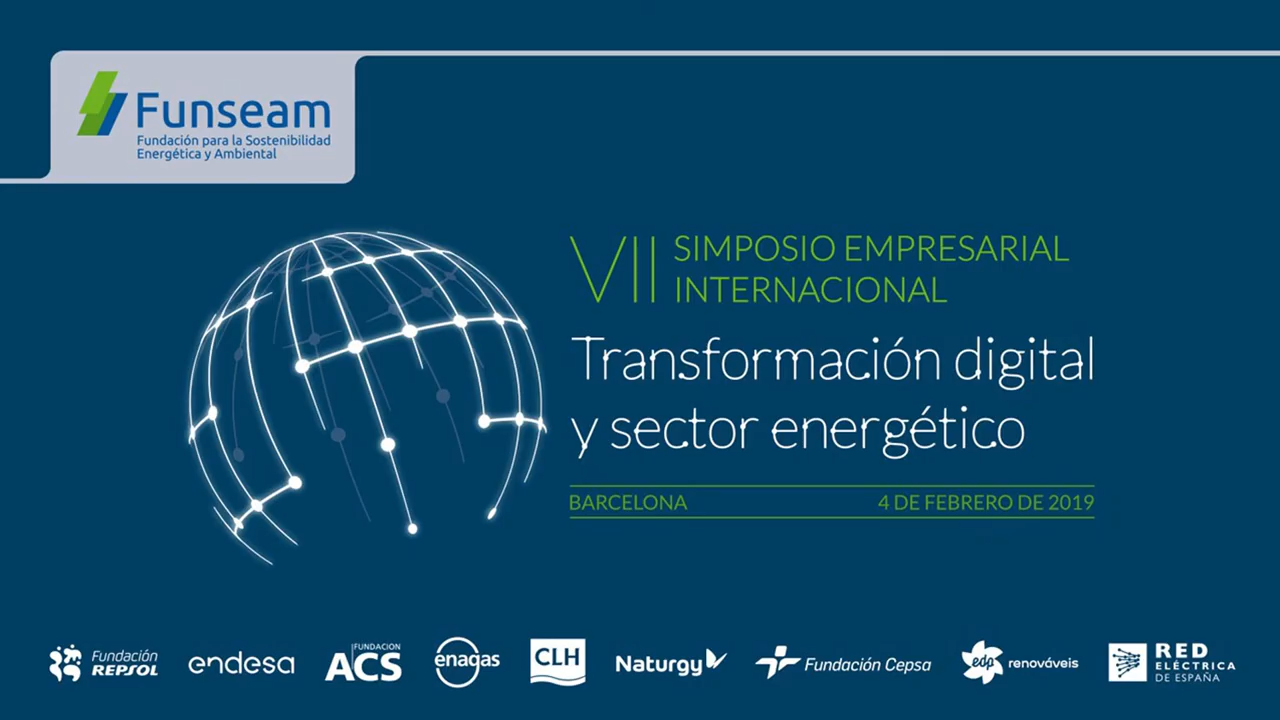 Funseam
Fundación para la Sostenibilidad
Energética y Ambiental
VII SIMPOSIO EMPRESARIAL
INTERNACIONAL
Transformación digital
y sector energético
BARCELONA 4 DE FEBRERO DE 2019
Fundación
REPSOL
endesa
FUNDACION
ACS
enagas
CLH
Naturgy
Fundación Cepsa
edp renováveis
RED
ELÉCTRICA
DE ESPAÑA